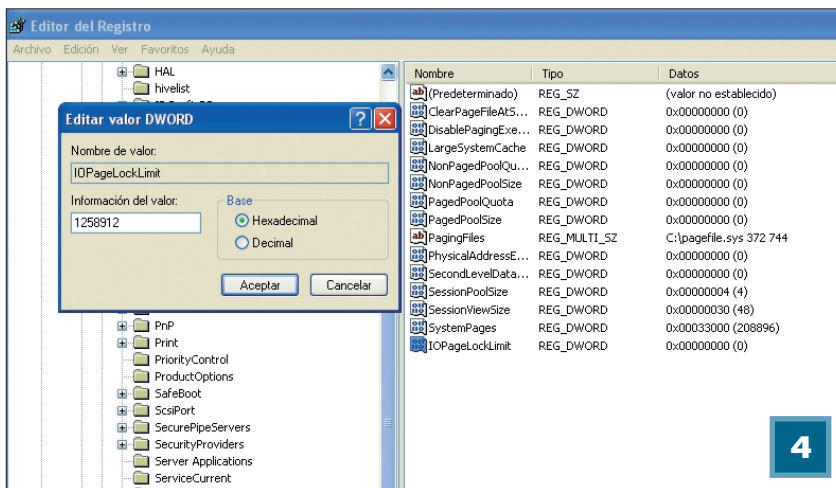 Editor del Registro
Archivo Edición Ver Favoritos Ayuda
HAL
hivelist
Editar valor DWORD
Nombre de valor:
IOPageLockLimit
Información del valor:
1258912
Base
Hexadecimal
Decimal
Aceptar Cancelar
PnP
Print
PriorityControl
ProductOptions
SafeBoot
ScsiPort
SecurePipeServers
SecurityProviders
Server Applications
ServiceCurrent
Nombre Tipo Datos
(Predeterminado) REG_SZ (valor no establecido)
ClearPageFileAtS... REG_DWORD 0x00000000 (0)
DisablePagingExe... REG_DWORD 0x00000000 (0)
LargeSystemCache REG_DWORD 0x00000000 (0)
NonPagedPoolQu... REG_DWORD 0x00000000 (0)
NonPagedPoolSize REG_DWORD 0x00000000 (0)
PagedPoolQuota REG_DWORD 0x00000000 (0)
PagedPoolSize REG_DWORD 0x00000000 (0)
PagingFiles REG_MULTI_SZ C:\pagefile.sys 372 744
PhysicalAddressE... REG_DWORD 0x00000000 (0)
SecondLevelData... REG_DWORD 0x00000000 (0)
SessionPoolSize REG_DWORD 0x00000004 (4)
SessionViewSize REG_DWORD 0x00000030 (48)
SystemPages REG_DWORD 0x00033000 (208896)
IOPageLockLimit REG_DWORD 0x00000000 (0)
4